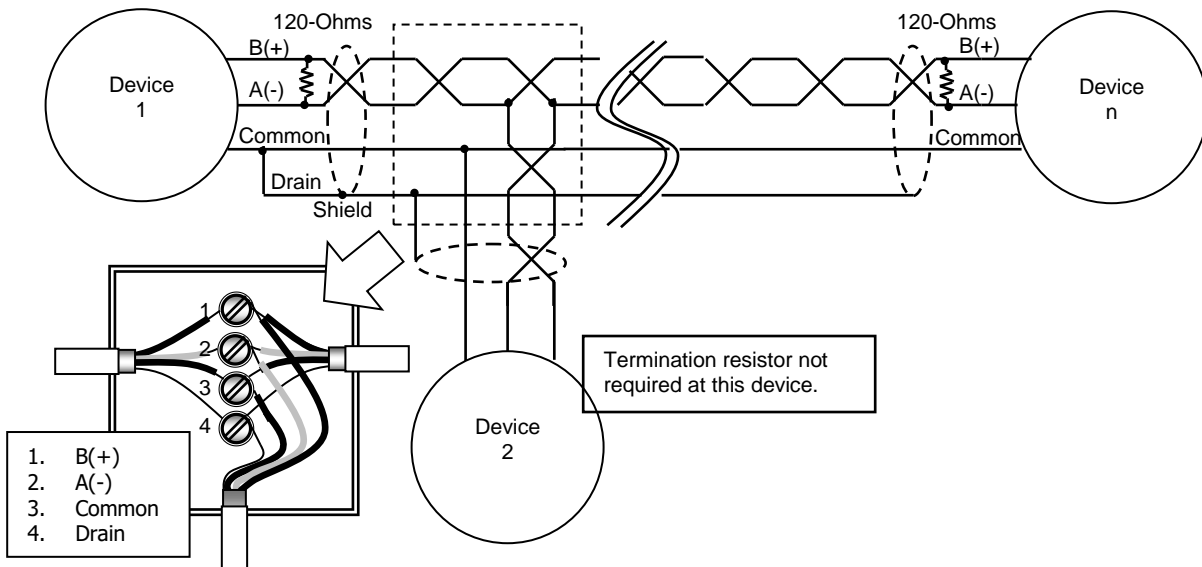 120-Ohms
120-Ohms
B(+)
B(+)
Device
1
A(-)
A(-)
Device
n
Common
Common
Drain
Shield
1
2
3
4
Termination resistor not
required at this device.
Device
2
1. B(+)
2. A(-)
3. Common
4. Drain